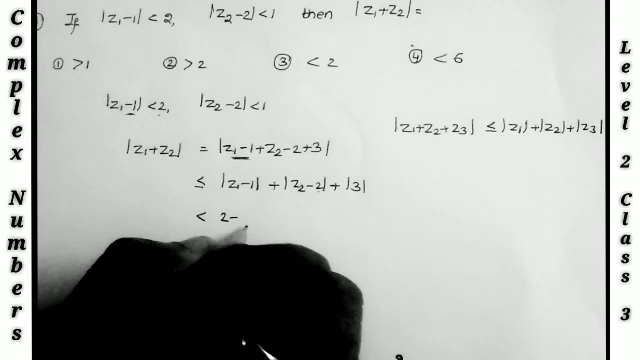 Complex Numbers
If |z₁-1| < 2, |z₂-2| < 1 then |z₁+z₂| =
① >1 ② >2 ③ < 2 ④ < 6
|z₁-1| < 2, |z₂-2| < 1
|z₁+z₂+z₃| ≤ |z₁|+|z₂|+|z₃|
|z₁+z₂| = |z₁-1+z₂-2+3|
≤ |z₁-1| + |z₂-2| + |3|
< 2-
Level 2 Class 3